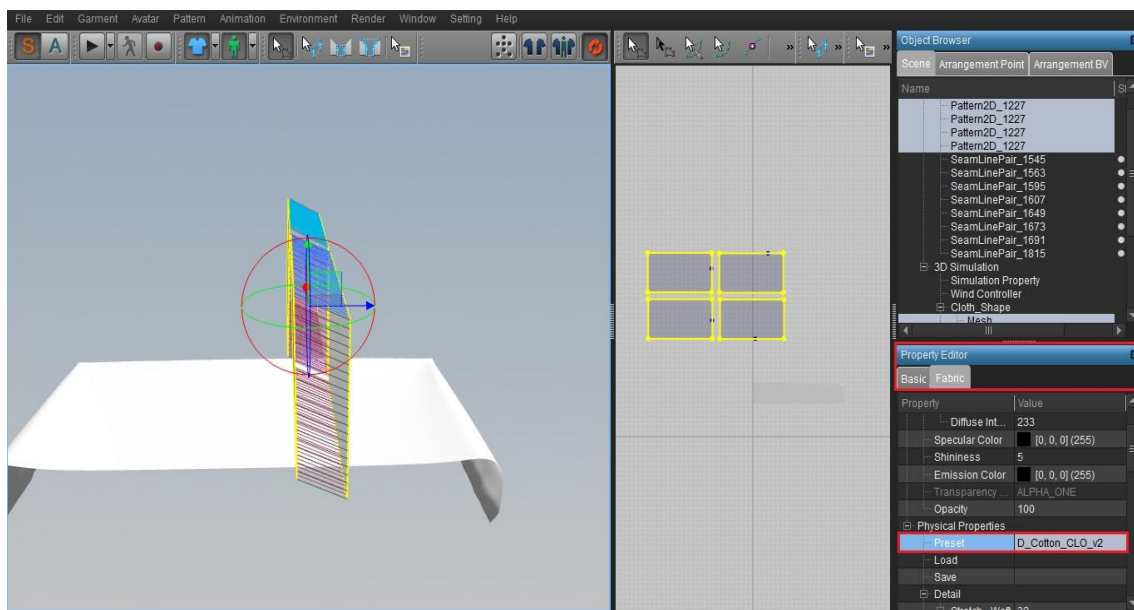 File Edit Garment Avatar Pattern Animation Environment Render Window Setting Help
S A
» » »
Object Browser
Scene Arrangement Point Arrangement BV
Name
Pattern2D_1227
Pattern2D_1227
Pattern2D_1227
Pattern2D_1227
SeamLinePair_1545
SeamLinePair_1563
SeamLinePair_1595
SeamLinePair_1607
SeamLinePair_1649
SeamLinePair_1673
SeamLinePair_1691
SeamLinePair_1815
3D Simulation
Simulation Property
Wind Controller
Cloth_Shape
Mesh
Property Editor
Basic Fabric
Property Value
Diffuse Int... 233
Specular Color [0, 0, 0] (255)
Shininess 5
Emission Color [0, 0, 0] (255)
Transparency ... ALPHA_ONE
Opacity 100
Physical Properties
Preset D_Cotton_CLO_v2
Load
Save
Detail